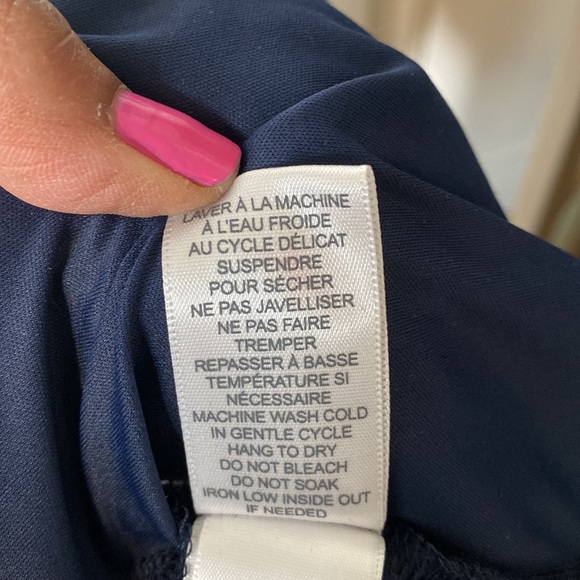 LAVER À LA MACHINE
À L'EAU FROIDE
AU CYCLE DÉLICAT
SUSPENDRE
POUR SÉCHER
NE PAS JAVELLISER
NE PAS FAIRE
TREMPER
REPASSER À BASSE
TEMPÉRATURE SI
NÉCESSAIRE
MACHINE WASH COLD
IN GENTLE CYCLE
HANG TO DRY
DO NOT BLEACH
DO NOT SOAK
IRON LOW INSIDE OUT
IF NEEDED